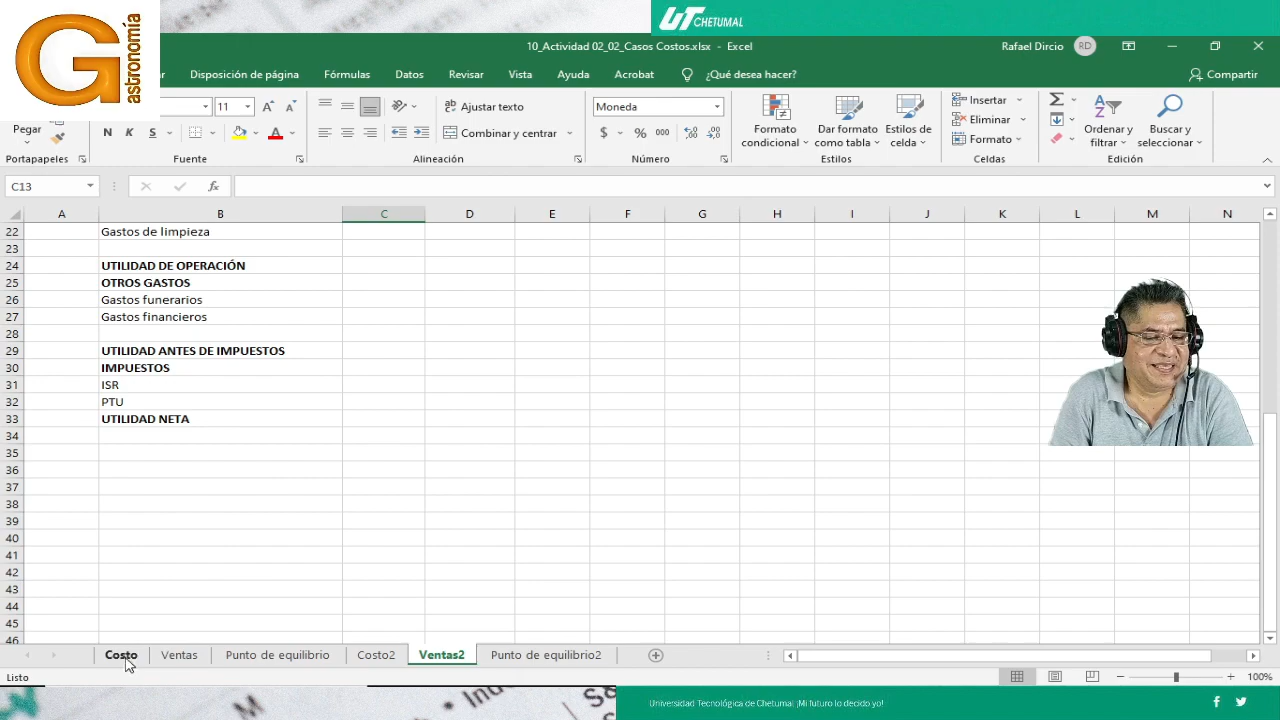 Gastronomía
UT CHETUMAL
10_Actividad 02_02_Casos Costos.xlsx - Excel
Rafael Dircio
RD
Disposición de página
Fórmulas
Datos
Revisar
Vista
Ayuda
Acrobat
¿Qué desea hacer?
Compartir
Pegar
11
A
A
Ajustar texto
Moneda
N
K
S
A
Combinar y centrar
$
%
000
Formato condicional
Dar formato como tabla
Estilos de celda
Insertar
Eliminar
Formato
Ordenar y filtrar
Buscar y seleccionar
Portapapeles
Fuente
Alineación
Número
Estilos
Celdas
Edición
C13
fx
A B C D E F G H I J K L M N
22 Gastos de limpieza
23
24 UTILIDAD DE OPERACIÓN
25 OTROS GASTOS
26 Gastos funerarios
27 Gastos financieros
28
29 UTILIDAD ANTES DE IMPUESTOS
30 IMPUESTOS
31 ISR
32 PTU
33 UTILIDAD NETA
34
35
36
37
38
39
40
41
42
43
44
45
46
Costo
Ventas
Punto de equilibrio
Costo2
Ventas2
Punto de equilibrio2
Listo
100%
Universidad Tecnológica de Chetumal ¡Mi futuro lo decido yo!